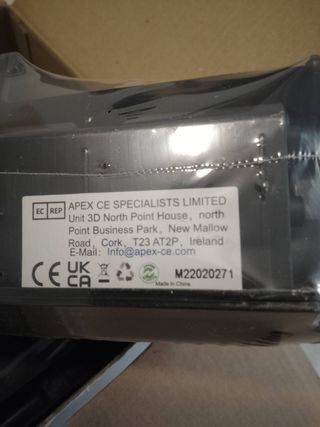 EC REP
APEX CE SPECIALISTS LIMITED
Unit 3D North Point House, north
Point Business Park, New Mallow
Road, Cork, T23 AT2P, Ireland
E-Mail: Info@apex-ce.com
CE UK CA M22020271
Made in China